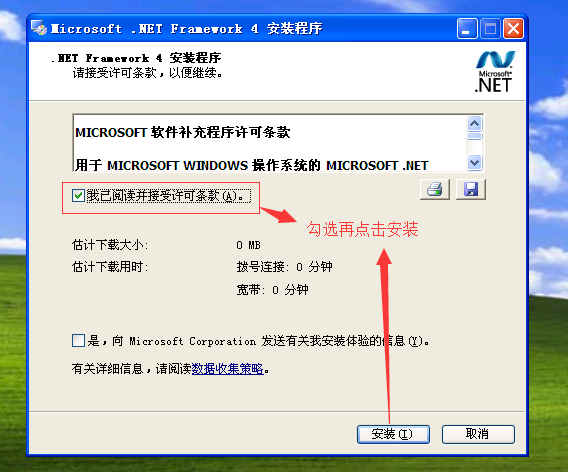 Microsoft .NET Framework 4 安装程序
.NET Framework 4 安装程序
请接受许可条款，以便继续。
Microsoft®
.NET
MICROSOFT 软件补充程序许可条款
用于 MICROSOFT WINDOWS 操作系统的 MICROSOFT .NET
我已阅读并接受许可条款(A)。
勾选再点击安装
估计下载大小: 0 MB
估计下载用时: 拨号连接: 0 分钟
宽带: 0 分钟
是，向 Microsoft Corporation 发送有关我安装体验的信息(Y)。
有关详细信息，请阅读数据收集策略。
安装(I) 取消